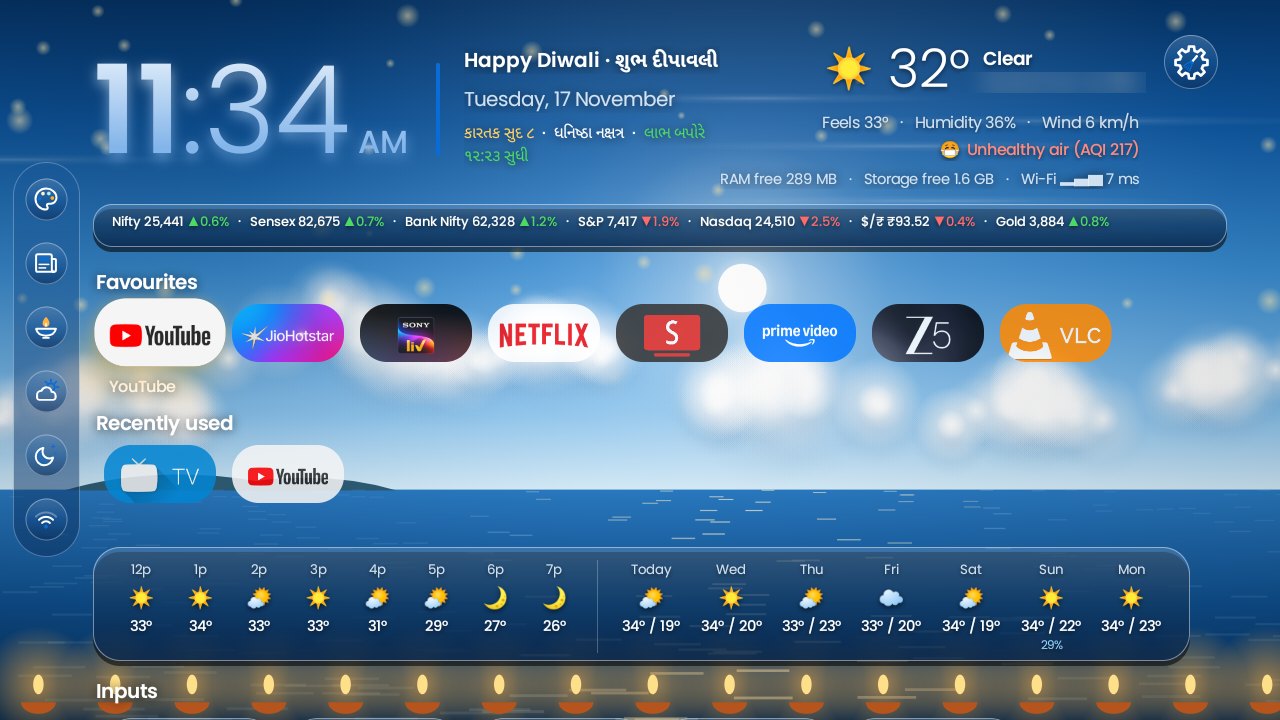 11:34 AM
Happy Diwali · શુભ દીપાવલી
Tuesday, 17 November
કારતક સુદ ૮ · ધનિષ્ઠા નક્ષત્ર · લાભ બપોરે
૧૨:૨૩ સુધી
32° Clear
Feels 33° · Humidity 36% · Wind 6 km/h
😷 Unhealthy air (AQI 217)
RAM free 289 MB · Storage free 1.6 GB · Wi-Fi ▂▃▄▅ 7 ms
Nifty 25,441 ▲0.6% · Sensex 82,675 ▲0.7% · Bank Nifty 62,328 ▲1.2% · S&P 7,417 ▼1.9% · Nasdaq 24,510 ▼2.5% · $/₹ ₹93.52 ▼0.4% · Gold 3,884 ▲0.8%
Favourites
YouTube JioHotstar SONY liv NETFLIX S prime video Z5 VLC
YouTube
Recently used
TV YouTube
12p 1p 2p 3p 4p 5p 6p 7p Today Wed Thu Fri Sat Sun Mon
33° 34° 33° 33° 31° 29° 27° 26° 34° / 19° 34° / 20° 33° / 23° 33° / 20° 34° / 19° 34° / 22° 34° / 23°
29%
Inputs